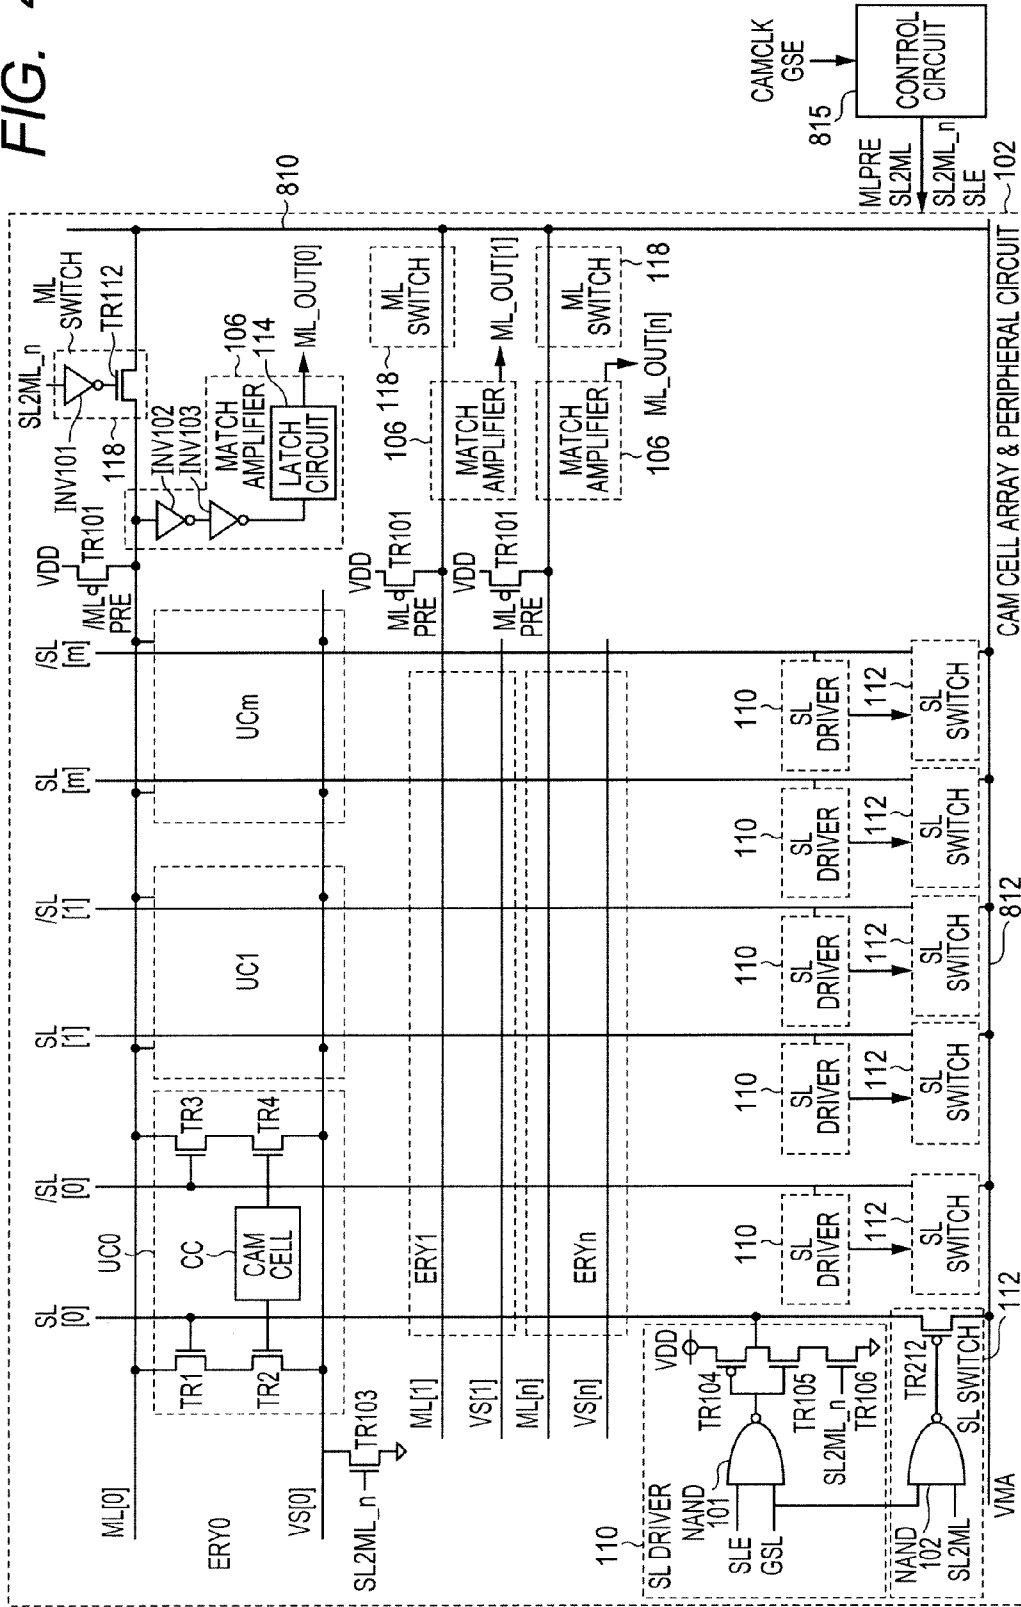 FIG.
SL
[0]
/SL
[0]
SL
[1]
/SL
[1]
SL
[m]
/SL
[m]
VDD
/ML
PRE
TR101
SL2ML_n
ML
SWITCH
TR112
INV101
118
INV102
INV103
MATCH
AMPLIFIER
106
114
LATCH
CIRCUIT
ML_OUT[0]
810
ML[0]
ERY0
VS[0]
UC0
CC
CAM
CELL
TR1
TR2
TR3
TR4
UC1
UCm
SL2ML_n
TR103
ML[1]
ERY1
VS[1]
VDD
ML
PRE
TR101
106
118
MATCH
AMPLIFIER
ML_OUT[1]
ML
SWITCH
ML[n]
ERYn
VS[n]
VDD
ML
PRE
TR101
MATCH
AMPLIFIER
106
ML_OUT[n]
ML
SWITCH
118
110
SL DRIVER
NAND
101
SLE
GSL
VDD
TR104
TR105
SL2ML_n
TR106
NAND
102
SL2ML
TR212
SL SWITCH
112
110
SL
DRIVER
112
SL
SWITCH
110
SL
DRIVER
112
SL
SWITCH
110
SL
DRIVER
112
SL
SWITCH
110
SL
DRIVER
112
SL
SWITCH
110
SL
DRIVER
112
SL
SWITCH
VMA
812
CAM CELL ARRAY & PERIPHERAL CIRCUIT
102
MLPRE
SL2ML
SL2ML_n
SLE
815
CAMCLK
GSE
CONTROL
CIRCUIT